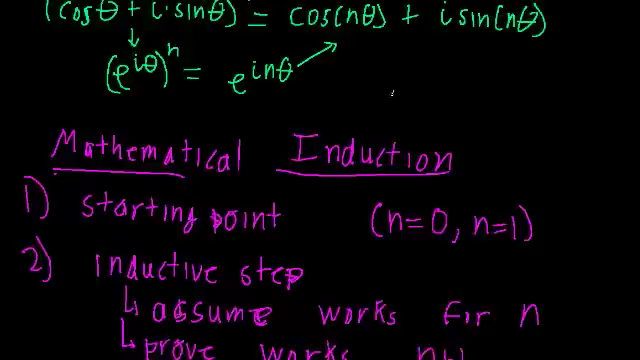 (cosθ + i·sinθ) = cos(nθ) + i sin(nθ)
(e^{iθ})^n = e^{inθ}
Mathematical Induction
1) starting point (n=0, n=1)
2) inductive step
↳ assume works for n
↳ prove works